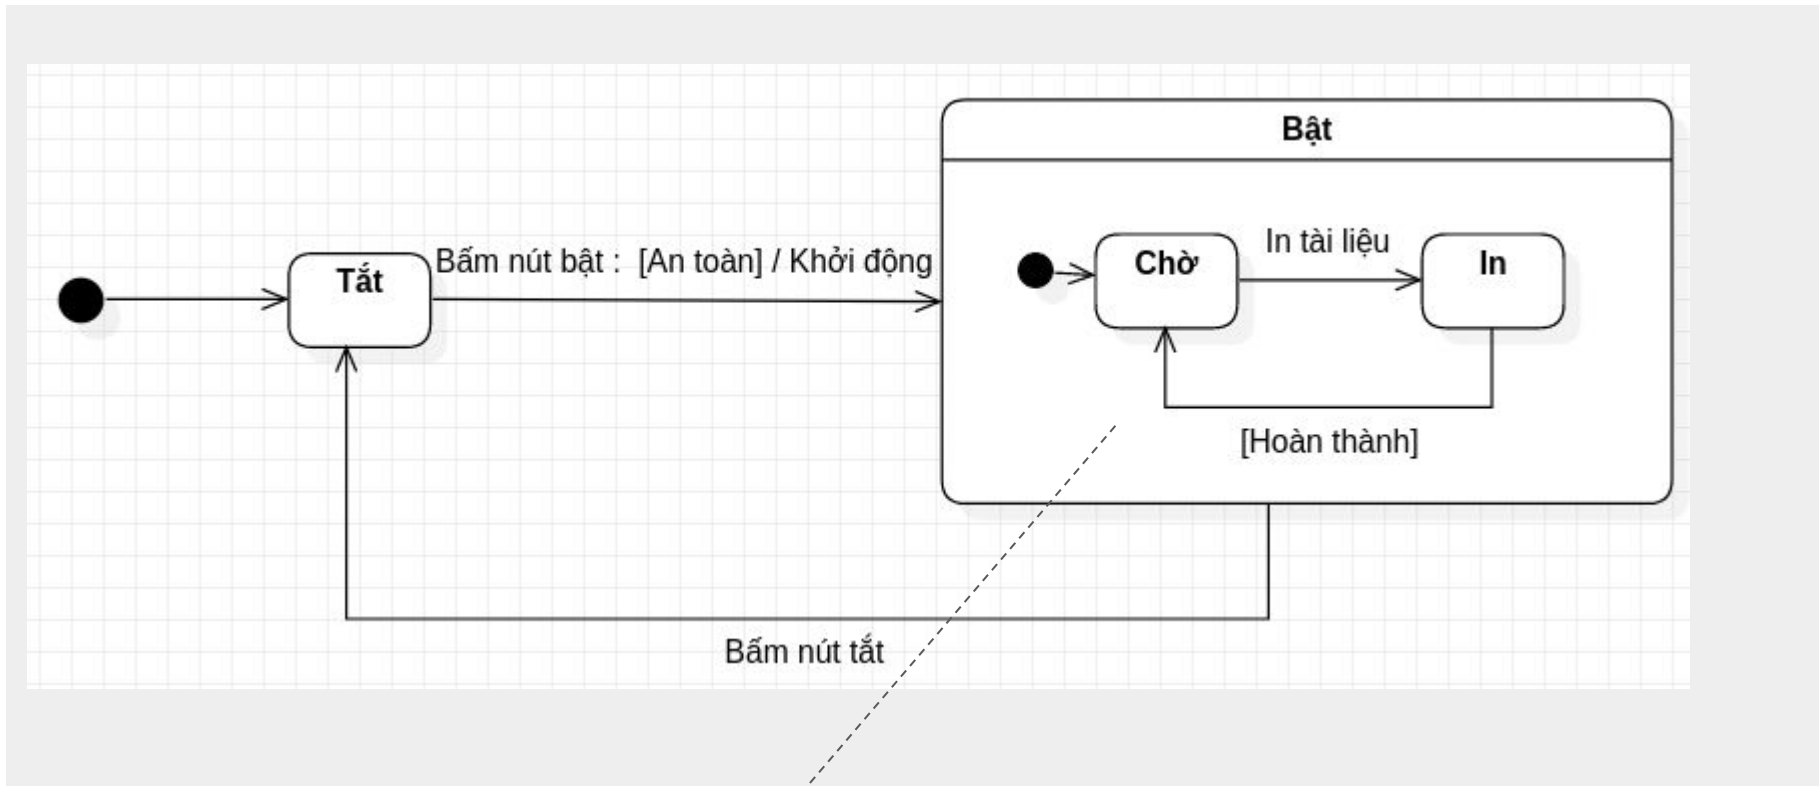 Bật
Tắt
Bấm nút bật :  [An toàn] / Khởi động
Chờ
In tài liệu
In
[Hoàn thành]
Bấm nút tắt